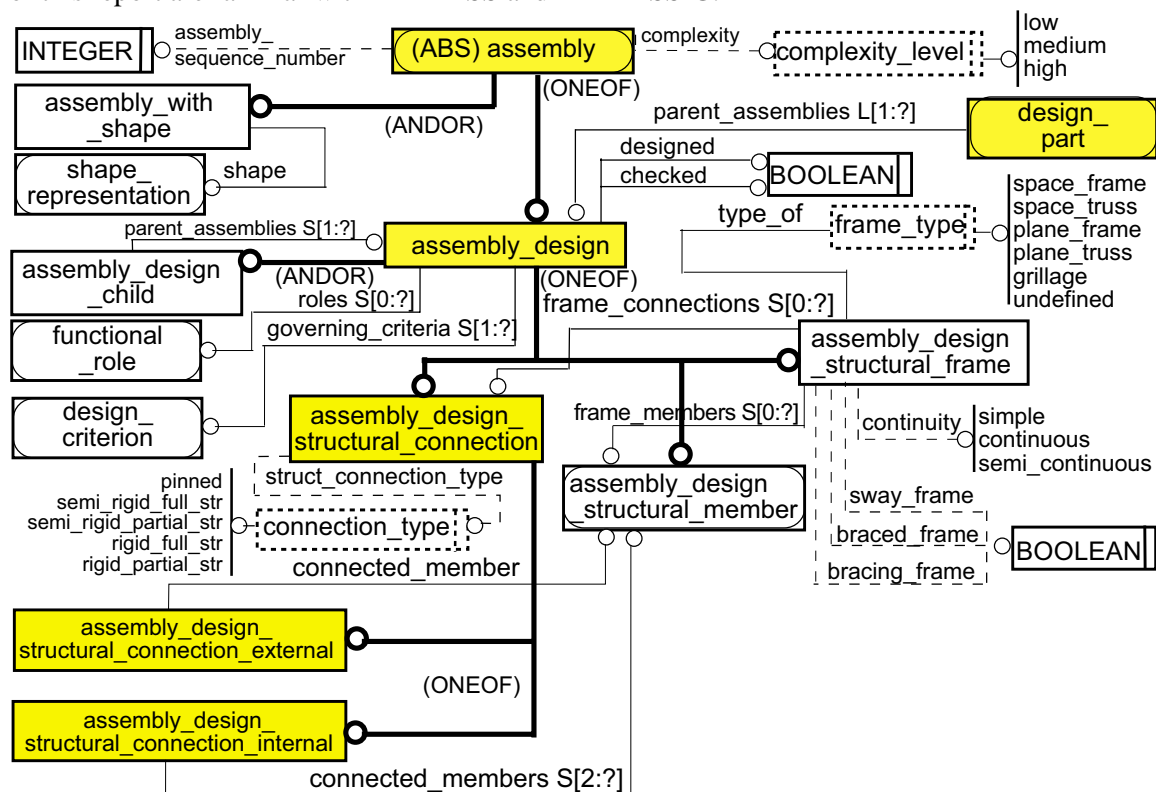 INTEGER
assembly_
sequence_number
(ABS) assembly
complexity
complexity_level
low
medium
high
(ONEOF)
assembly_with
_shape
(ANDOR)
parent_assemblies L[1:?]
design_
part
shape_
representation
shape
designed
checked
BOOLEAN
space_frame
space_truss
plane_frame
plane_truss
grillage
undefined
type_of
frame_type
parent_assemblies S[1:?]
assembly_design
assembly_design
_child
(ANDOR)
(ONEOF)
roles S[0:?]
frame_connections S[0:?]
functional
_role
governing_criteria S[1:?]
assembly_design
_structural_frame
design_
criterion
assembly_design_
structural_connection
frame_members S[0:?]
continuity
simple
continuous
semi_continuous
struct_connection_type
pinned
semi_rigid_full_str
semi_rigid_partial_str
rigid_full_str
rigid_partial_str
connection_type
assembly_design
_structural_member
sway_frame
braced_frame
bracing_frame
BOOLEAN
connected_member
assembly_design_
structural_connection_external
(ONEOF)
assembly_design_
structural_connection_internal
connected_members S[2:?]